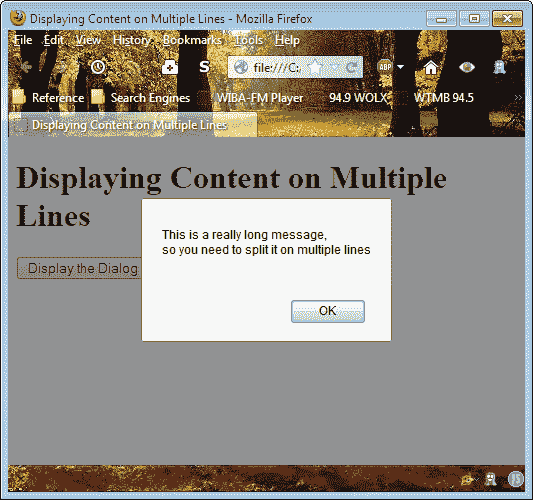 Displaying Content on Multiple Lines - Mozilla Firefox
File Edit View History Bookmarks Tools Help
S file:///C: ABP
Reference Search Engines WIBA-FM Player 94.9 WOLX WTMB 94.5 »
Displaying Content on Multiple Lines
Displaying Content on Multiple
Lines
This is a really long message,
so you need to split it on multiple lines
Display the Dialog
OK